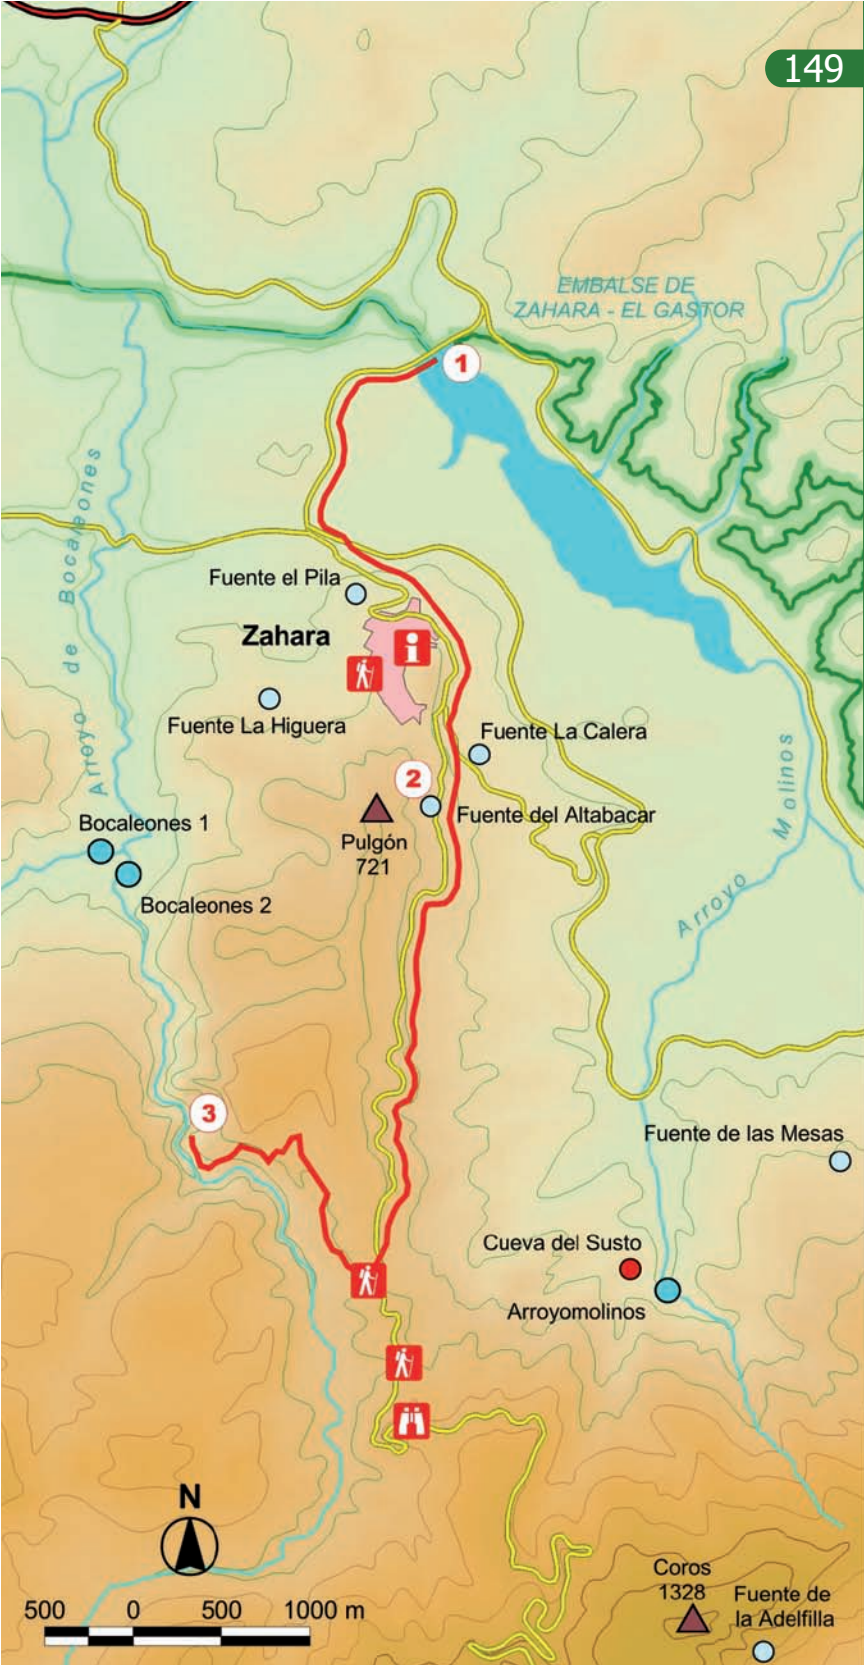 149
EMBALSE DE
ZAHARA - EL GASTOR
1
Arroyo de Bocaleones
Fuente el Pila
Zahara
i
Fuente La Higuera
Fuente La Calera
2
Fuente del Altabacar
Pulgón
721
Arroyo Molinos
Bocaleones 1
Bocaleones 2
3
Fuente de las Mesas
Cueva del Susto
Arroyomolinos
N
Coros
1328
Fuente de
la Adelfilla
500 0 500 1000 m